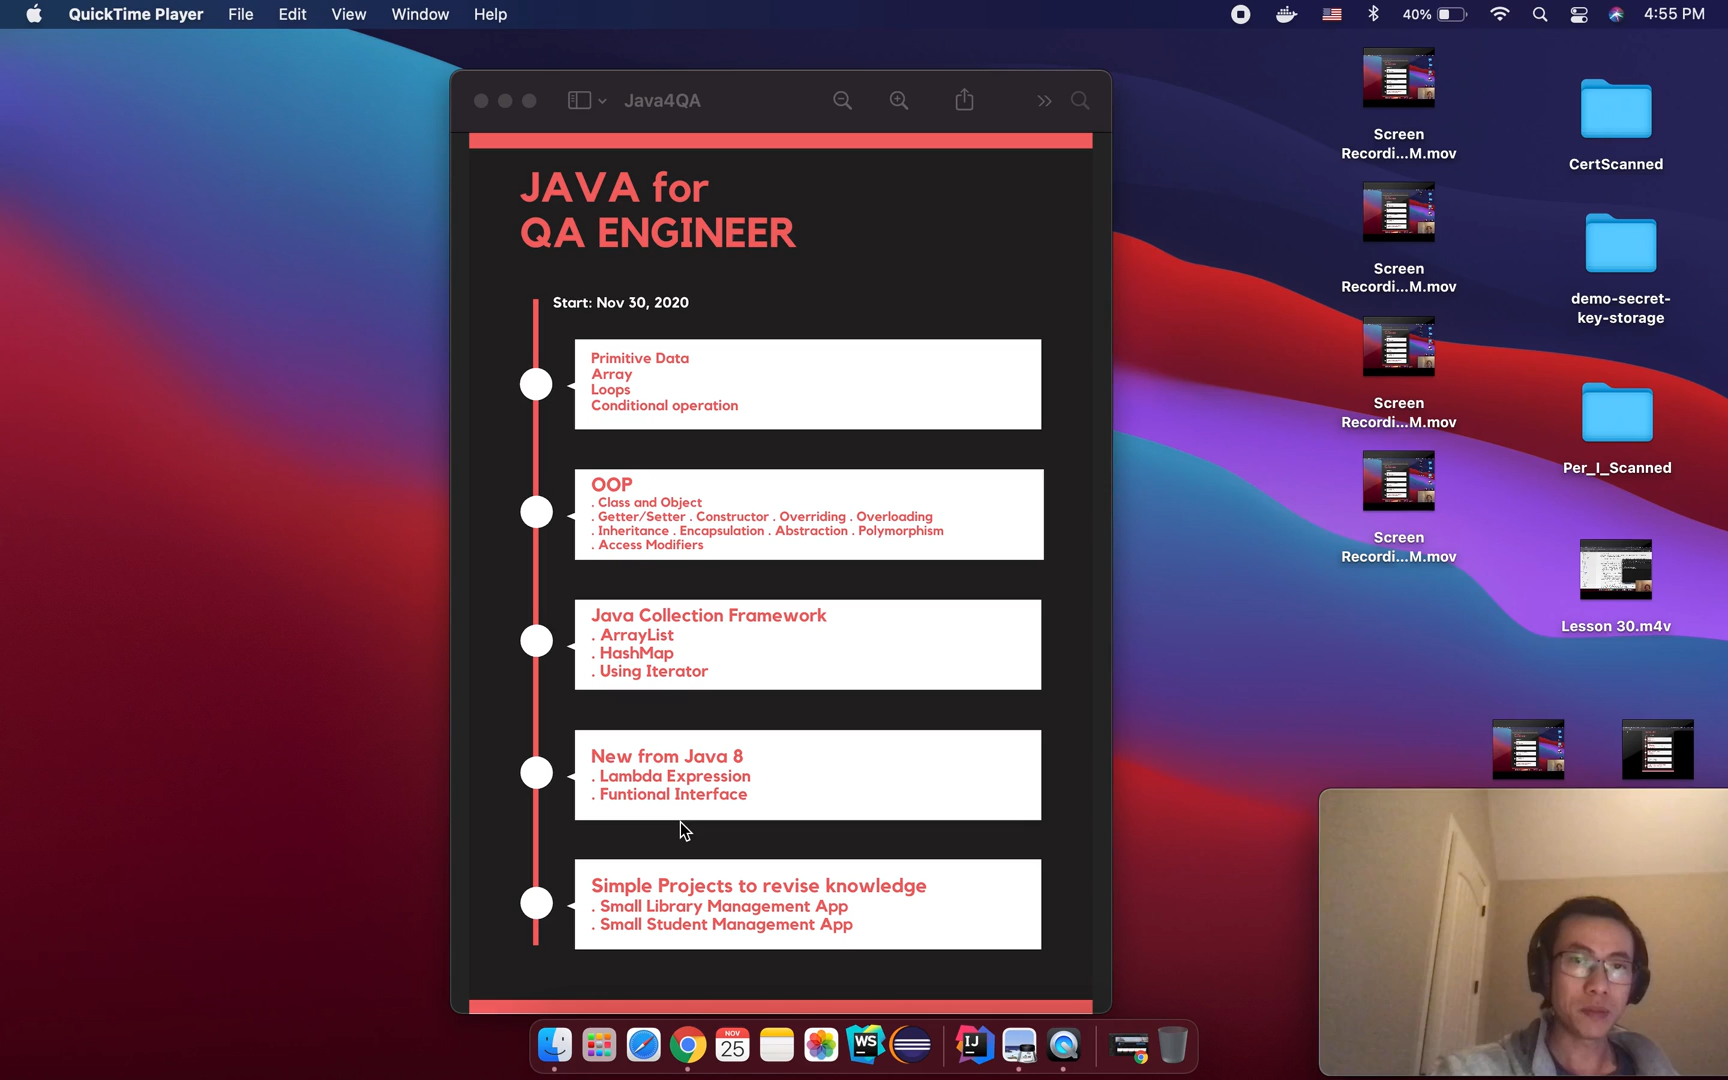 QuickTime Player File Edit View Window Help 40% 4:55 PM
Java4QA
JAVA for
QA ENGINEER
Start: Nov 30, 2020
Primitive Data
Array
Loops
Conditional operation
OOP
. Class and Object
. Getter/Setter . Constructor . Overriding . Overloading
. Inheritance . Encapsulation . Abstraction . Polymorphism
. Access Modifiers
Java Collection Framework
. ArrayList
. HashMap
. Using Iterator
New from Java 8
. Lambda Expression
. Funtional Interface
Simple Projects to revise knowledge
. Small Library Management App
. Small Student Management App
Screen
Recordi...M.mov
Screen
Recordi...M.mov
Screen
Recordi...M.mov
Screen
Recordi...M.mov
CertScanned
demo-secret-
key-storage
Per_I_Scanned
Lesson 30.m4v
NOV
25
WS
IJ